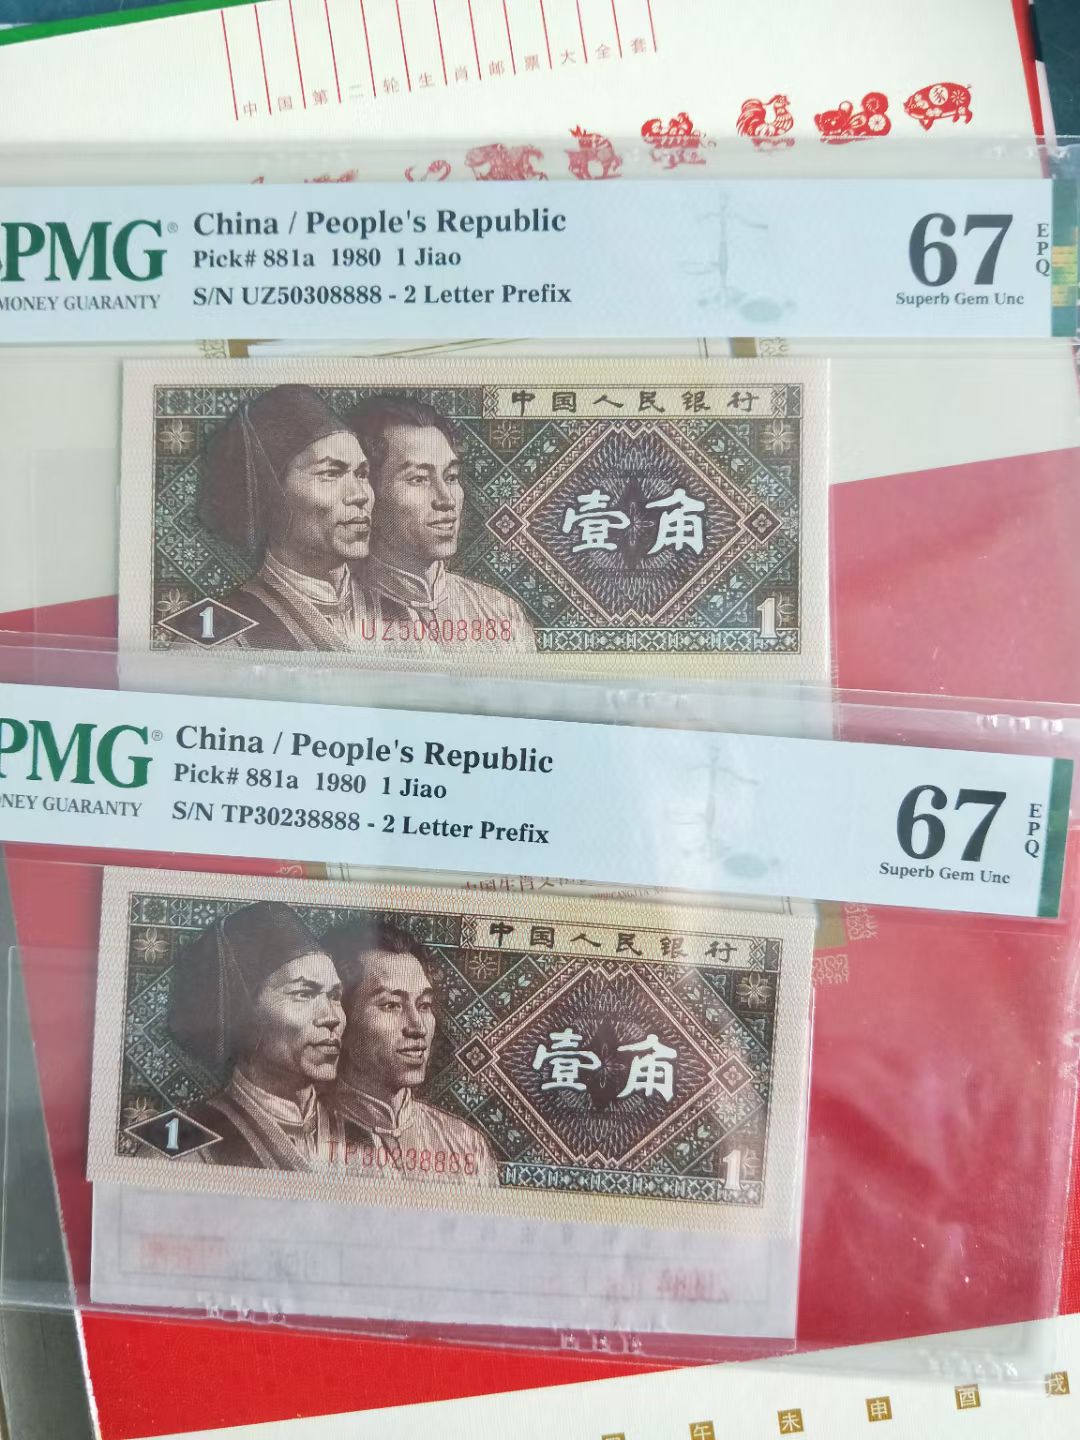 中国第二轮生肖邮票大全套
亥
PMG®
MONEY GUARANTY
China / People's Republic
Pick# 881a 1980 1 Jiao
S/N UZ50308888 - 2 Letter Prefix
67
Superb Gem Unc
EPQ
中国人民银行
壹角
1
UZ50308888
1
PMG®
NEY GUARANTY
China / People's Republic
Pick# 881a 1980 1 Jiao
S/N TP30238888 - 2 Letter Prefix
67
Superb Gem Unc
EPQ
中国人民银行
壹角
1
TP30238888
1
午 未 申 酉 戌